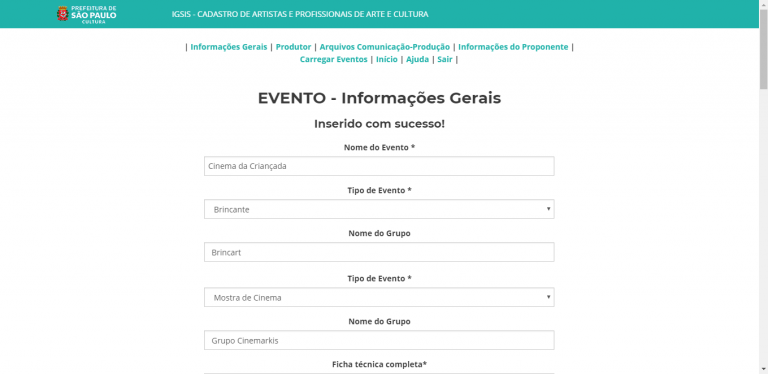 PREFEITURA DE
SÃO PAULO
CULTURA
IGSIS - CADASTRO DE ARTISTAS E PROFISSIONAIS DE ARTE E CULTURA
| Informações Gerais | Produtor | Arquivos Comunicação-Produção | Informações do Proponente |
Carregar Eventos | Início | Ajuda | Sair |
EVENTO - Informações Gerais
Inserido com sucesso!
Nome do Evento *
Cinema da Criançada
Tipo de Evento *
Brincante
Nome do Grupo
Brincart
Tipo de Evento *
Mostra de Cinema
Nome do Grupo
Grupo Cinemarkis
Ficha técnica completa*